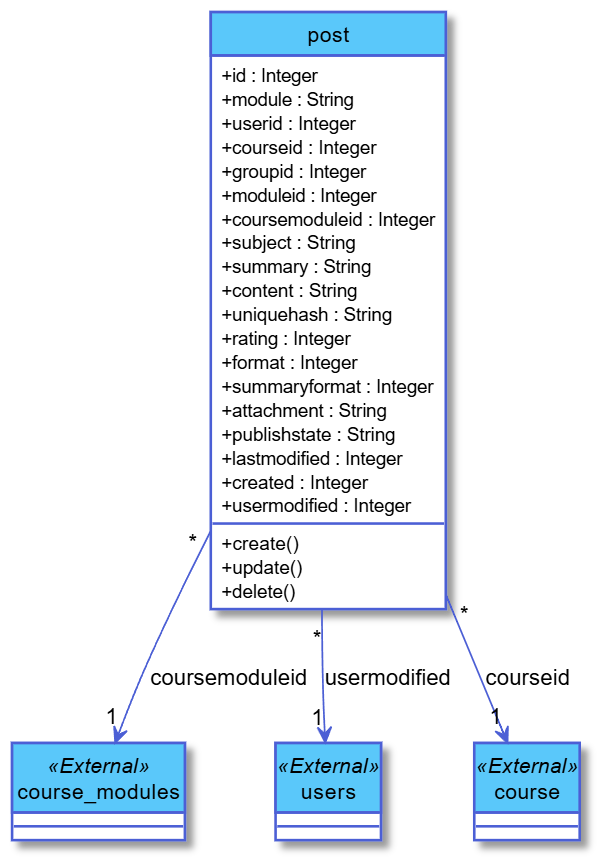 post
+id : Integer
+module : String
+userid : Integer
+courseid : Integer
+groupid : Integer
+moduleid : Integer
+coursemoduleid : Integer
+subject : String
+summary : String
+content : String
+uniquehash : String
+rating : Integer
+format : Integer
+summaryformat : Integer
+attachment : String
+publishstate : String
+lastmodified : Integer
+created : Integer
+usermodified : Integer
+create()
+update()
+delete()
* * *
coursemoduleid usermodified courseid
1 1 1
«External» «External» «External»
course_modules users course